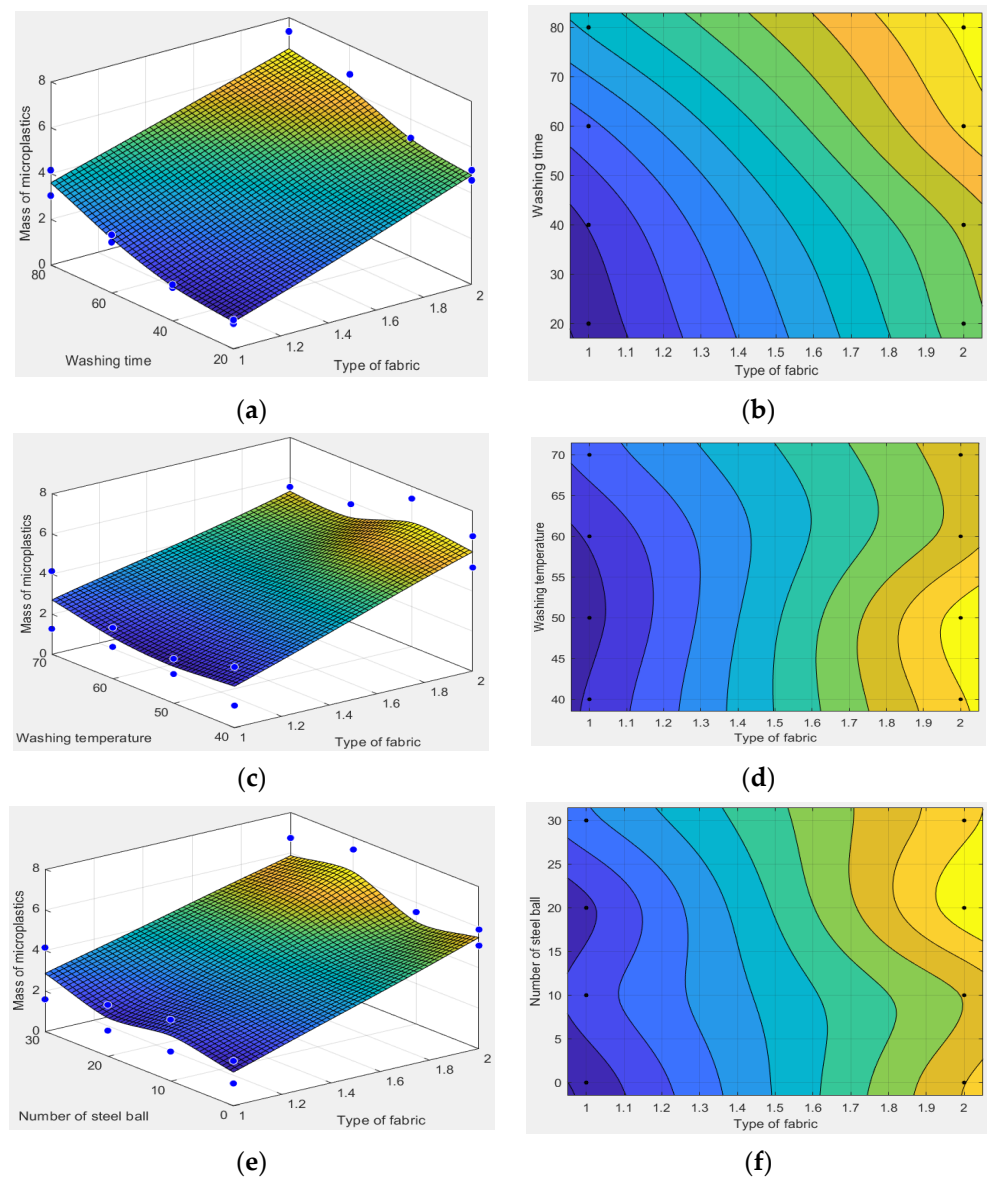 8
6
4
2
0
Mass of microplastics
80
60
40
20
Washing time
1
1.2
1.4
1.6
1.8
2
Type of fabric
(a)
80
70
60
50
40
30
20
Washing time
1 1.1 1.2 1.3 1.4 1.5 1.6 1.7 1.8 1.9 2
Type of fabric
(b)
8
6
4
2
0
Mass of microplastics
70
60
50
40
Washing temperature
1
1.2
1.4
1.6
1.8
2
Type of fabric
(c)
70
65
60
55
50
45
40
Washing temperature
1 1.1 1.2 1.3 1.4 1.5 1.6 1.7 1.8 1.9 2
Type of fabric
(d)
8
6
4
2
0
Mass of microplastics
30
20
10
0
Number of steel ball
1
1.2
1.4
1.6
1.8
2
Type of fabric
(e)
30
25
20
15
10
5
0
Number of steel ball
1 1.1 1.2 1.3 1.4 1.5 1.6 1.7 1.8 1.9 2
Type of fabric
(f)